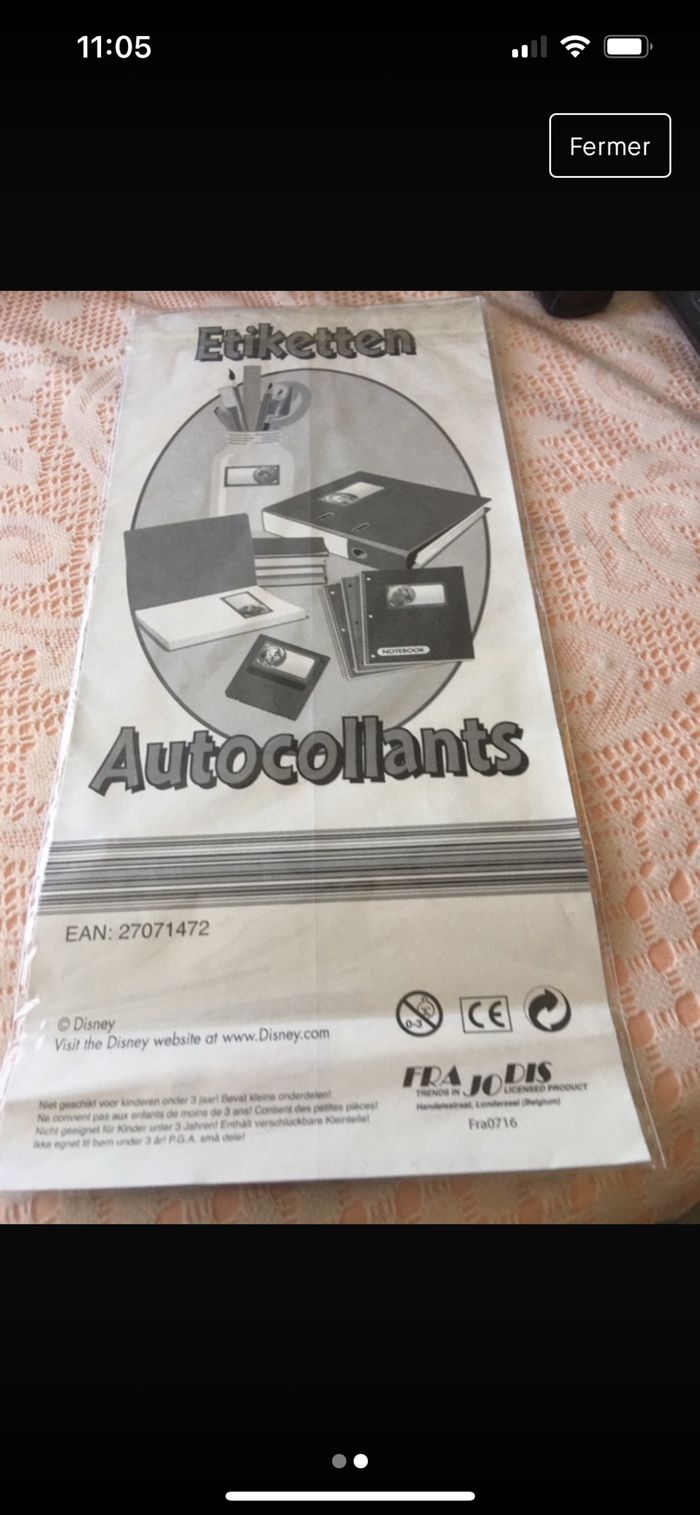 11:05
Fermer
Etiketten
NOTEBOOK
Autocollants
EAN: 27071472
© Disney
Visit the Disney website at www.Disney.com
0-3
CE
FRA JO DIS
TRENDS IN LICENSED PRODUCT
Handelsstraat, Londerzeel (Belgium)
Fra0716
Niet geschikt voor kinderen onder 3 jaar! Bevat kleine onderdelen!
Ne convient pas aux enfants de moins de 3 ans! Contient des petites pièces!
Nicht geeignet für Kinder unter 3 Jahren! Enthält verschluckbare Kleinteile!
Ikke egnet til børn under 3 år! P.G.A. små dele!